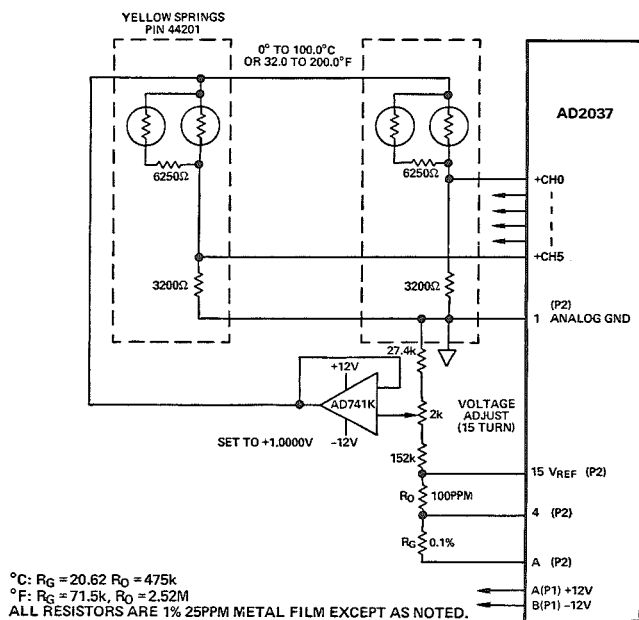 YELLOW SPRINGS
PIN 44201
0° TO 100.0°C
OR 32.0 TO 200.0°F
AD2037
6250Ω
6250Ω
+CH0
+CH5
3200Ω
3200Ω
(P2)
1 ANALOG GND
27.4k
+12V
AD741K
-12V
SET TO +1.0000V
2k
VOLTAGE
ADJUST
(15 TURN)
152k
15 VREF (P2)
RO 100PPM
4 (P2)
RG 0.1%
A (P2)
A(P1) +12V
B(P1) -12V
°C: RG = 20.62 RO = 475k
°F: RG = 71.5k, RO = 2.52M
ALL RESISTORS ARE 1% 25PPM METAL FILM EXCEPT AS NOTED.